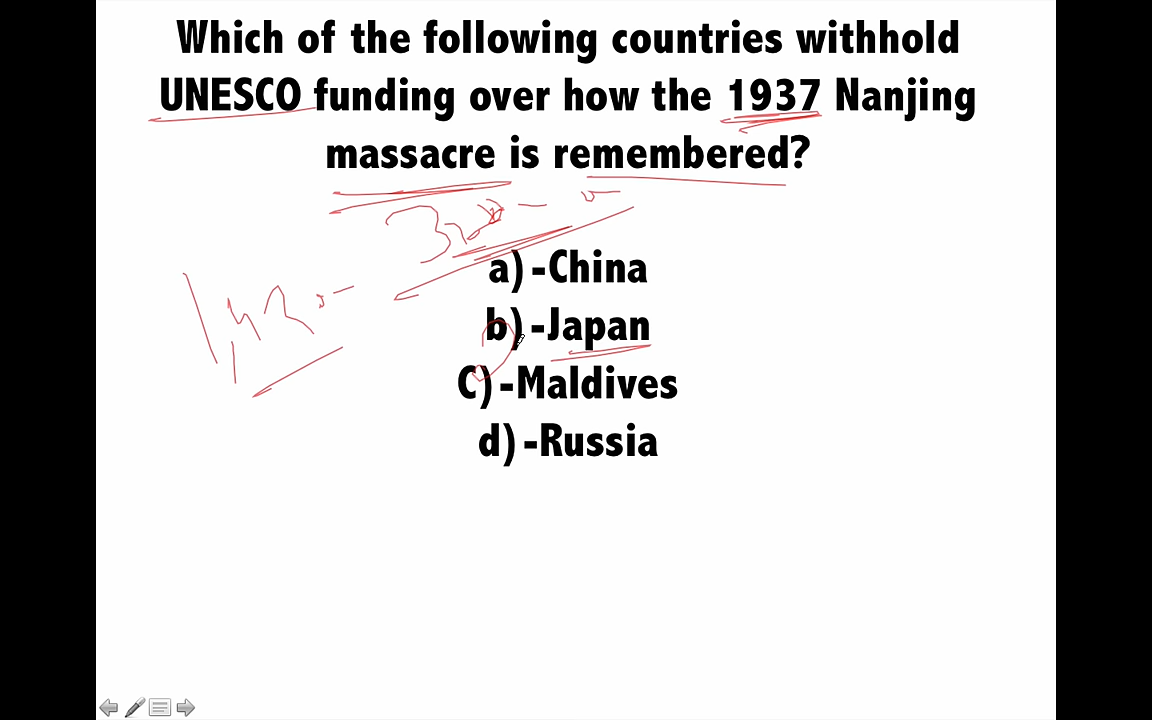 Which of the following countries withhold
UNESCO funding over how the 1937 Nanjing
massacre is remembered?
a)-China
b)-Japan
C)-Maldives
d)-Russia